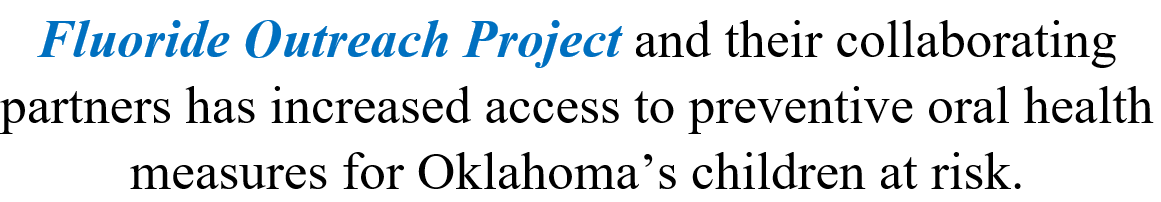 Fluoride Outreach Project and their collaborating
partners has increased access to preventive oral health
measures for Oklahoma’s children at risk.